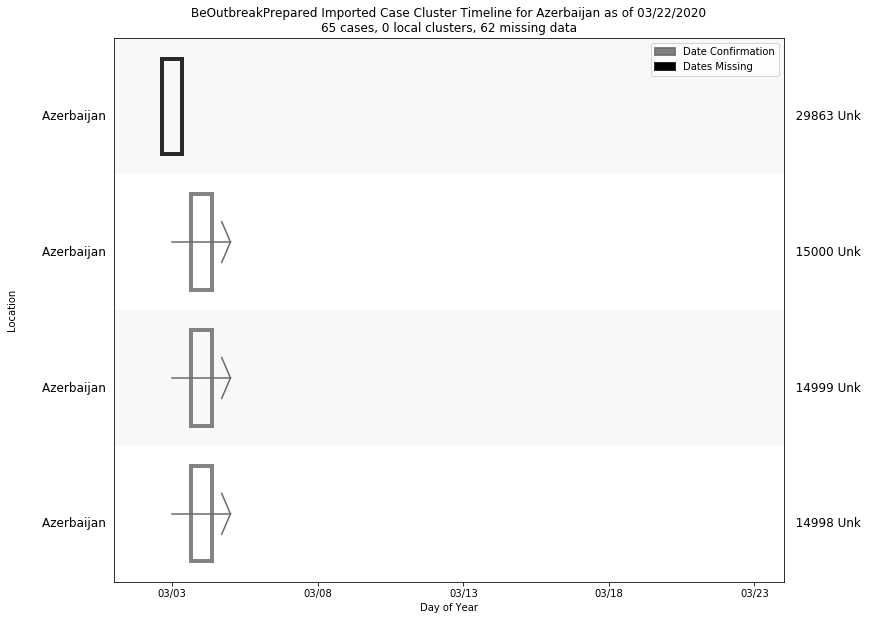 BeOutbreakPrepared Imported Case Cluster Timeline for Azerbaijan as of 03/22/2020
65 cases, 0 local clusters, 62 missing data
Date Confirmation
Dates Missing
Azerbaijan
29863 Unk
Azerbaijan
15000 Unk
Location
Azerbaijan
14999 Unk
Azerbaijan
14998 Unk
03/03
03/08
03/13
03/18
03/23
Day of Year